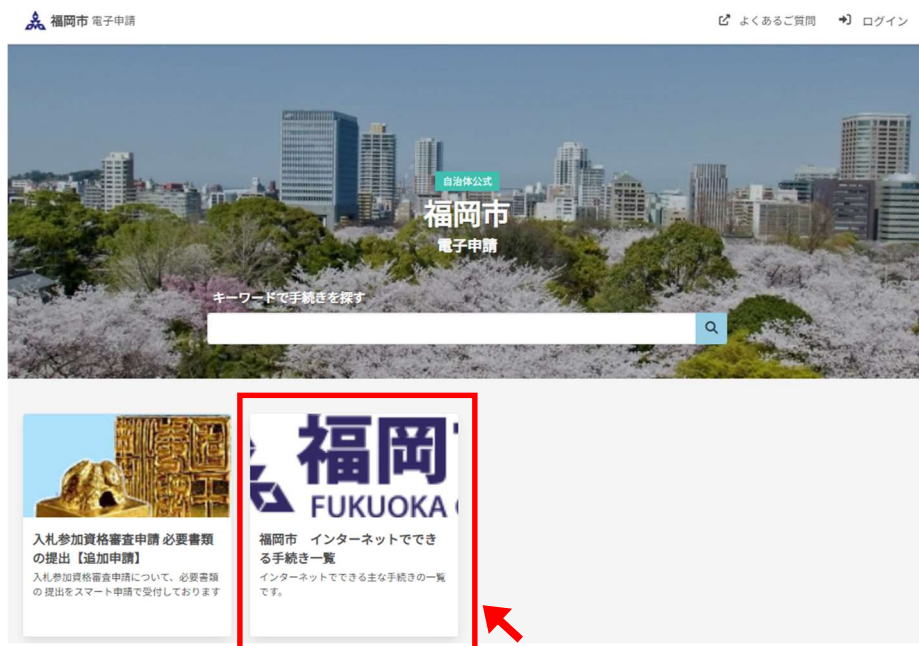 福岡市 電子申請
よくあるご質問
ログイン
自治体公式
福岡市
電子申請
キーワードで手続きを探す
福岡
FUKUOKA
入札参加資格審査申請 必要書類
の提出【追加申請】
入札参加資格審査申請について、必要書類
の 提出をスマート申請で受付しております
福岡市　インターネットででき
る手続き一覧
インターネットでできる主な手続きの一覧
です。